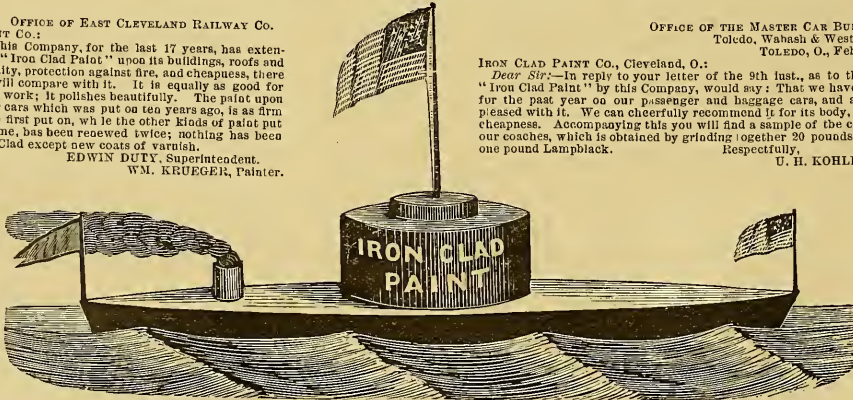 OFFICE OF EAST CLEVELAND RAILWAY CO.
NT CO.:
his Company, for the last 17 years, has exten-
"Iron Clad Paint" upon its buildings, roofs and
ity, protection against fire, and cheapness, there
vill compare with it. It is equally as good for
work; it polishes beautifully. The paint upon
cars which was put on ten years ago, is as firm
first put on, wh le the other kinds of paint put
me, has been renewed twice; nothing has been
Clad except new coats of varnish.
EDWIN DUTY, Superintendent.
WM. KRUEGER, Painter.
OFFICE OF THE MASTER CAR BUI
Toledo, Wabash & West
TOLEDO, O., Feb
IRON CLAD PAINT CO., Cleveland, O.:
Dear Sir:—In reply to your letter of the 9th inst., as to th
"Iron Clad Paint" by this Company, would say: That we have
for the past year on our passenger and baggage cars, and a
pleased with it. We can cheerfully recommend it for its body,
cheapness. Accompanying this you will find a sample of the c
our coaches, which is obtained by grinding together 20 pounds
one pound Lampblack. Respectfully,
U. H. KOHLE
IRON CLAD
PAINT